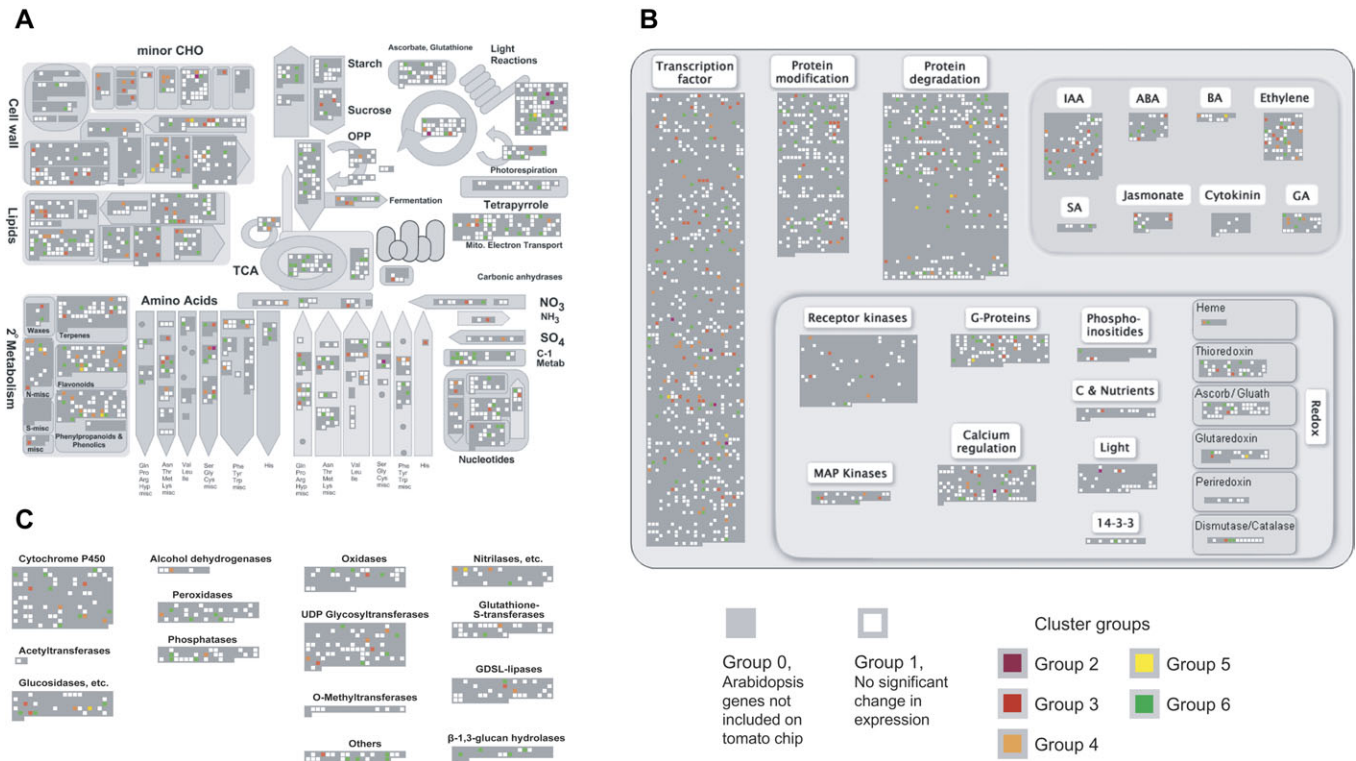 A
minor CHO
Cell wall
Lipids
2° Metabolism
Starch
Sucrose
OPP
Ascorbate, Glutathione
Light
Reactions
Photorespiration
Tetrapyrrole
Fermentation
Mito. Electron Transport
TCA
Carbonic anhydrases
Amino Acids
NO3
NH3
SO4
C-1
Metab
Waxes
Terpenes
Flavonoids
N-misc
S-misc
Phenylpropanoids &
Phenolics
misc
Nucleotides
Gln
Pro
Arg
Hyp
misc
Asn
Thr
Met
Lys
misc
Val
Leu
Ile
Ser
Gly
Cys
misc
Phe
Tyr
Trp
misc
His
Gln
Pro
Arg
Hyp
misc
Asn
Thr
Met
Lys
misc
Val
Leu
Ile
Ser
Gly
Cys
misc
Phe
Tyr
Trp
misc
His
B
Transcription
factor
Protein
modification
Protein
degradation
IAA
ABA
BA
Ethylene
SA
Jasmonate
Cytokinin
GA
Receptor kinases
G-Proteins
Phospho-
inositides
C & Nutrients
MAP Kinases
Calcium
regulation
Light
14-3-3
Heme
Thioredoxin
Ascorb/Gluath
Glutaredoxin
Periredoxin
Dismutase/Catalase
Redox
C
Cytochrome P450
Acetyltransferases
Glucosidases, etc.
Alcohol dehydrogenases
Peroxidases
Phosphatases
Oxidases
UDP Glycosyltransferases
O-Methyltransferases
Others
Nitrilases, etc.
Glutathione-
S-transferases
GDSL-lipases
β-1,3-glucan hydrolases
Group 0,
Arabidopsis
genes not
included on
tomato chip
Group 1,
No significant
change in
expression
Cluster groups
Group 2
Group 3
Group 4
Group 5
Group 6